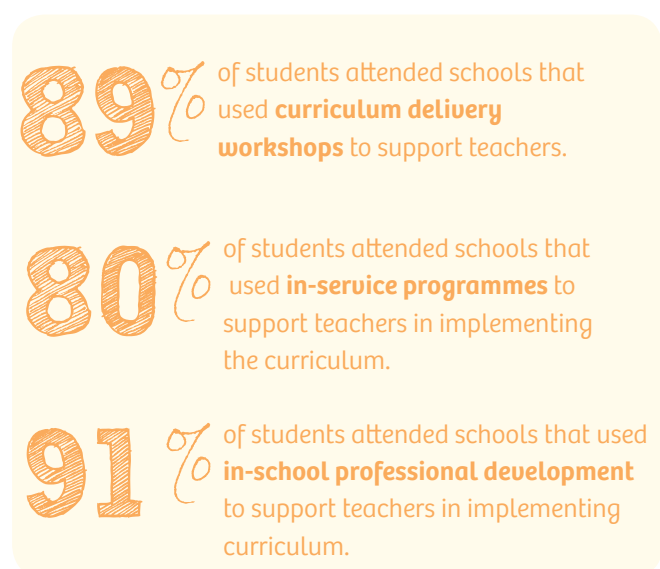 89% of students attended schools that
used curriculum delivery
workshops to support teachers.
80% of students attended schools that
used in-service programmes to
support teachers in implementing
the curriculum.
91% of students attended schools that used
in-school professional development
to support teachers in implementing
curriculum.